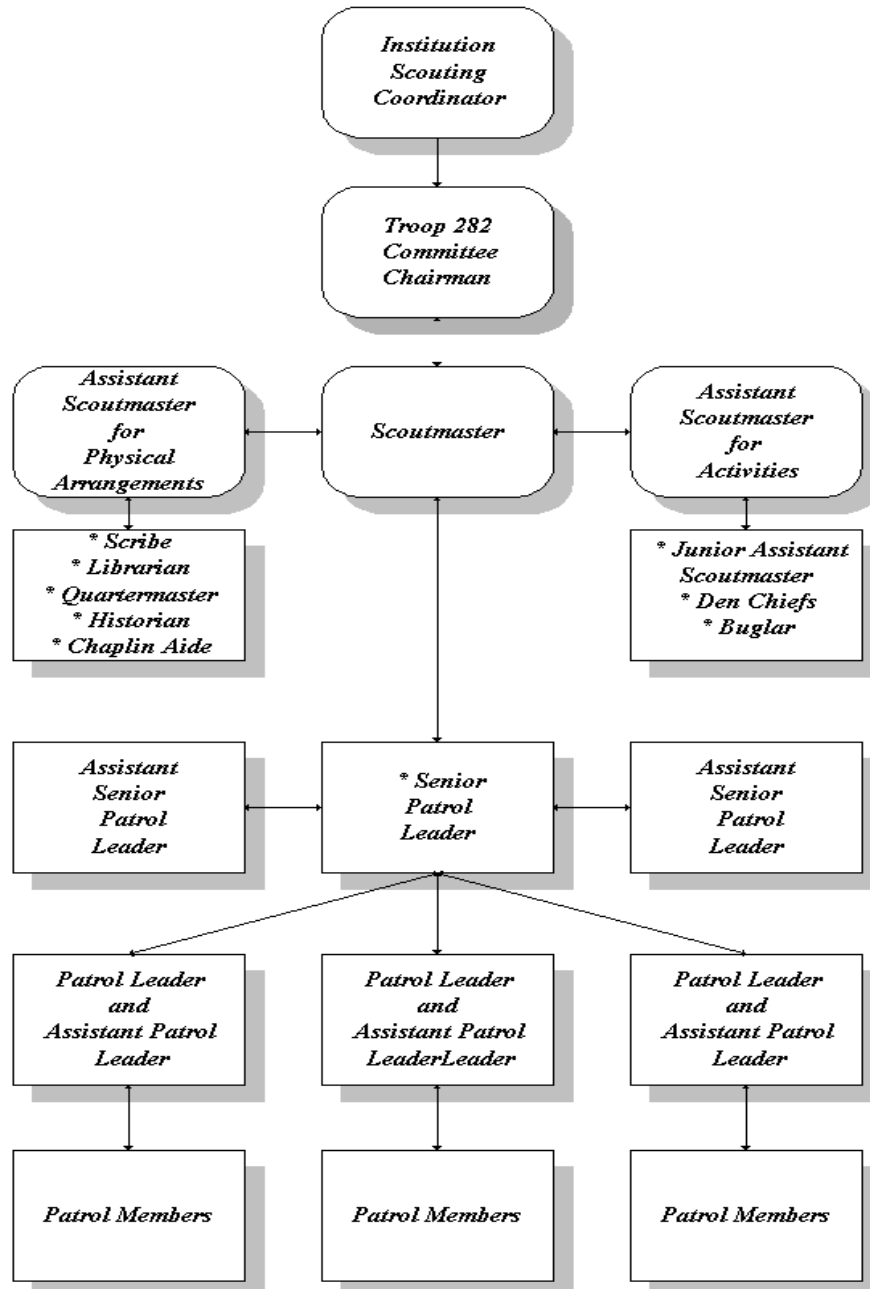 Institution
Scouting
Coordinator
Troop 282
Committee
Chairman
Assistant
Scoutmaster
for
Physical
Arrangements
Scoutmaster
Assistant
Scoutmaster
for
Activities
* Scribe
* Librarian
* Quartermaster
* Historian
* Chaplin Aide
* Junior Assistant
Scoutmaster
* Den Chiefs
* Buglar
Assistant
Senior
Patrol
Leader
* Senior
Patrol
Leader
Assistant
Senior
Patrol
Leader
Patrol Leader
and
Assistant Patrol
Leader
Patrol Leader
and
Assistant Patrol
LeaderLeader
Patrol Leader
and
Assistant Patrol
Leader
Patrol Members
Patrol Members
Patrol Members